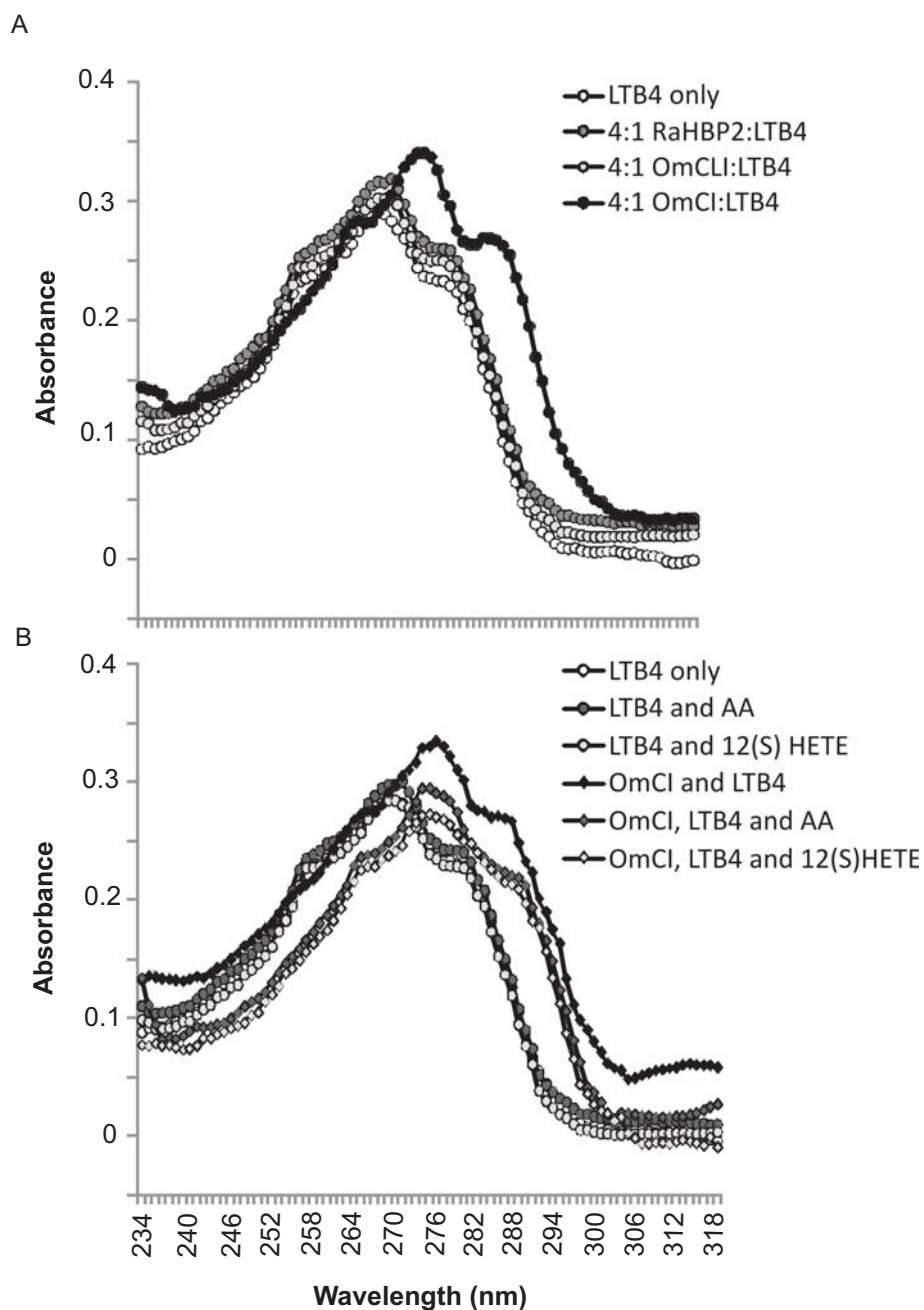 A
0.4
0.3
0.2
0.1
0
Absorbance
LTB4 only
4:1 RaHBP2:LTB4
4:1 OmCLI:LTB4
4:1 OmCI:LTB4
B
0.4
0.3
0.2
0.1
0
Absorbance
LTB4 only
LTB4 and AA
LTB4 and 12(S) HETE
OmCI and LTB4
OmCI, LTB4 and AA
OmCI, LTB4 and 12(S)HETE
234 240 246 252 258 264 270 276 282 288 294 300 306 312 318
Wavelength (nm)